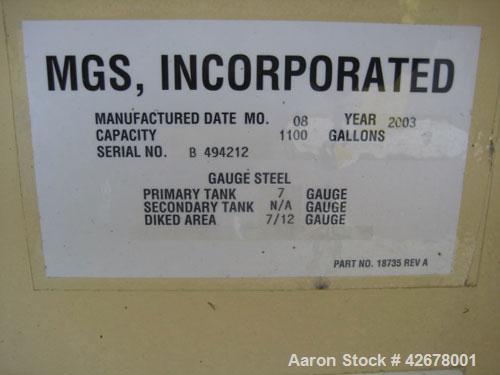 MGS, INCORPORATED
MANUFACTURED DATE MO. 08 YEAR 2003
CAPACITY 1100 GALLONS
SERIAL NO. B 494212
GAUGE STEEL
PRIMARY TANK 7 GAUGE
SECONDARY TANK N/A GAUGE
DIKED AREA 7/12 GAUGE
PART NO. 18735 REV A
Aaron Stock # 42678001